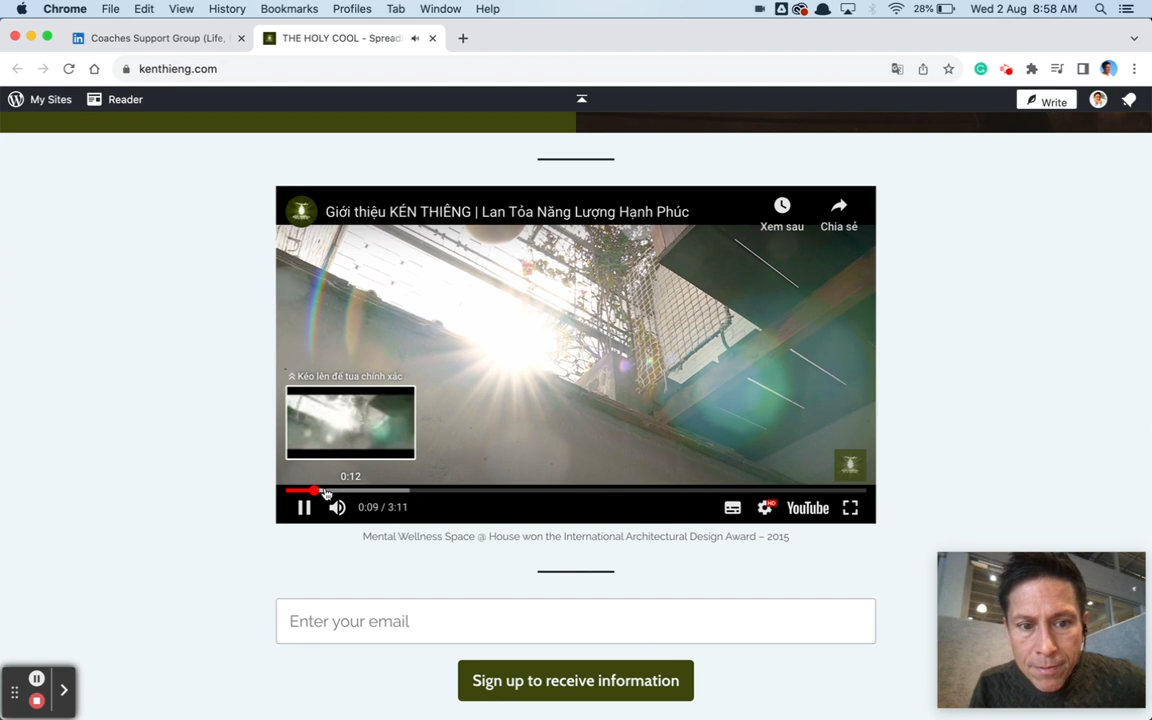 Chrome File Edit View History Bookmarks Profiles Tab Window Help 28% Wed 2 Aug 8:58 AM
Coaches Support Group (Life, THE HOLY COOL - Spread
kenthieng.com
My Sites Reader Write
Giới thiệu KÉN THIÊNG | Lan Tỏa Năng Lượng Hạnh Phúc
Xem sau Chia sẻ
Kéo lên để tua chính xác
0:12
0:09 / 3:11 HD YouTube
Mental Wellness Space @ House won the International Architectural Design Award – 2015
Enter your email
Sign up to receive information